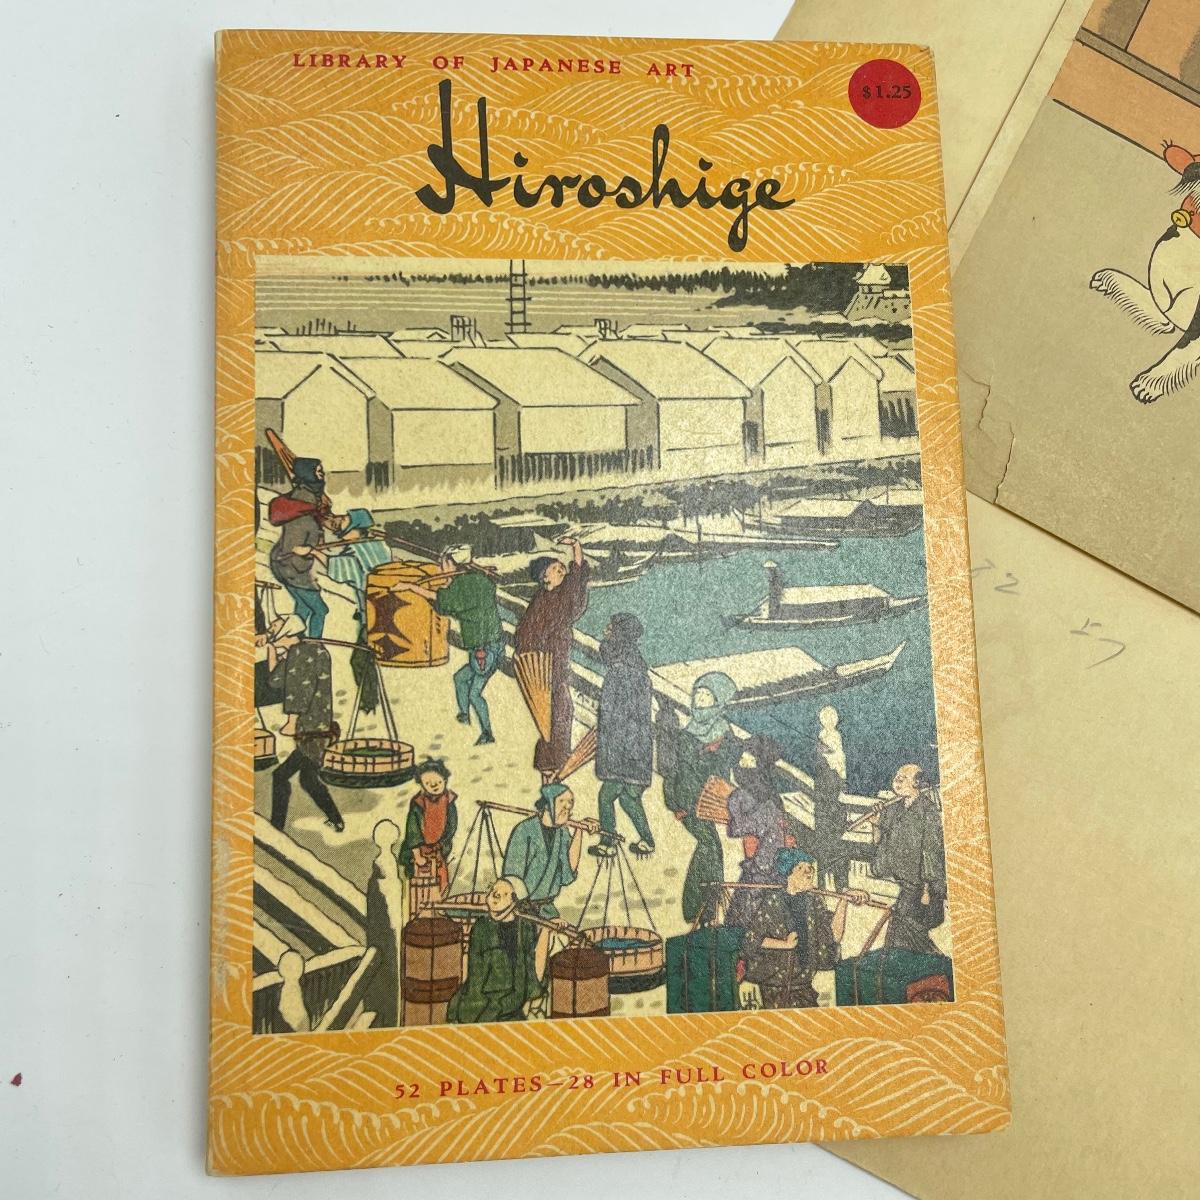 LIBRARY OF JAPANESE ART
$1.25
Hiroshige
52 PLATES—28 IN FULL COLOR